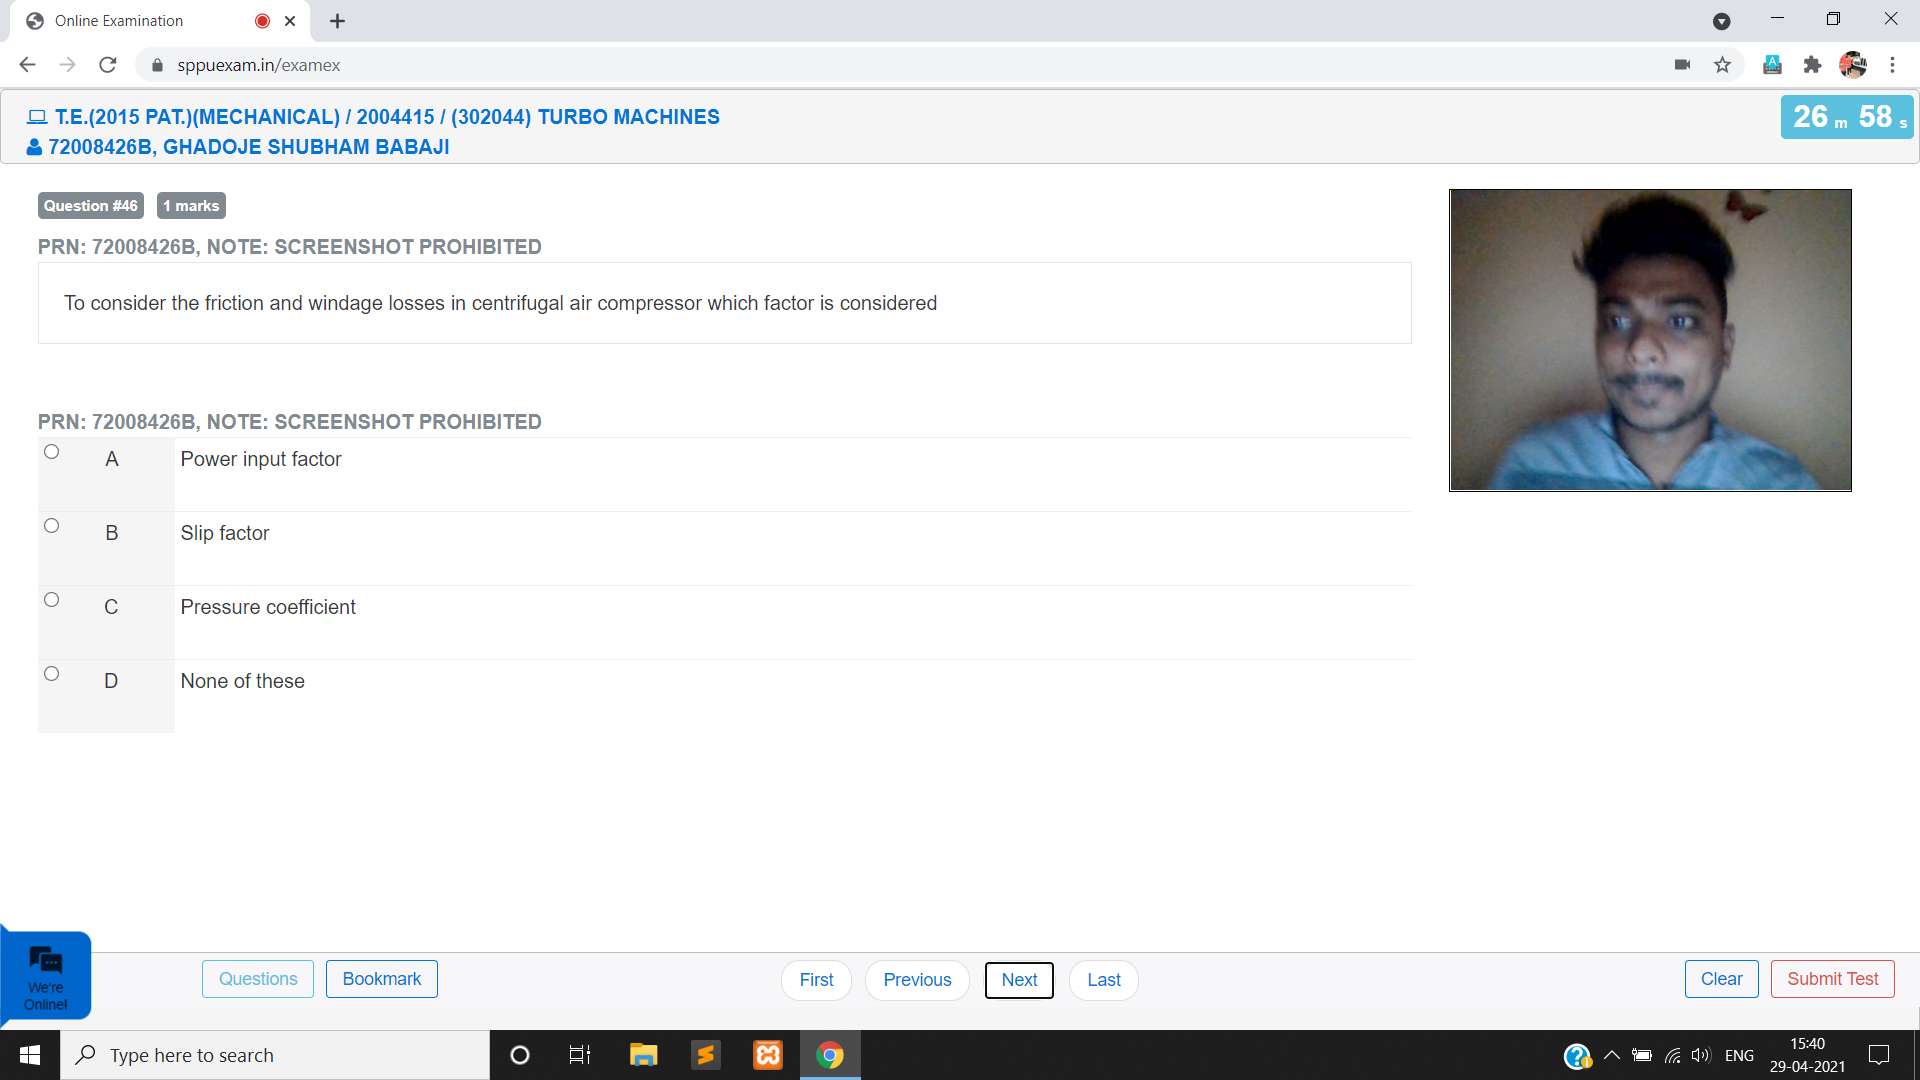 Online Examination
sppuexam.in/examex
T.E.(2015 PAT.)(MECHANICAL) / 2004415 / (302044) TURBO MACHINES
72008426B, GHADOJE SHUBHAM BABAJI
26 m 58 s
Question #46 1 marks
PRN: 72008426B, NOTE: SCREENSHOT PROHIBITED
To consider the friction and windage losses in centrifugal air compressor which factor is considered
PRN: 72008426B, NOTE: SCREENSHOT PROHIBITED
A Power input factor
B Slip factor
C Pressure coefficient
D None of these
We're
Online!
Questions Bookmark First Previous Next Last Clear Submit Test
Type here to search
ENG
15:40
29-04-2021